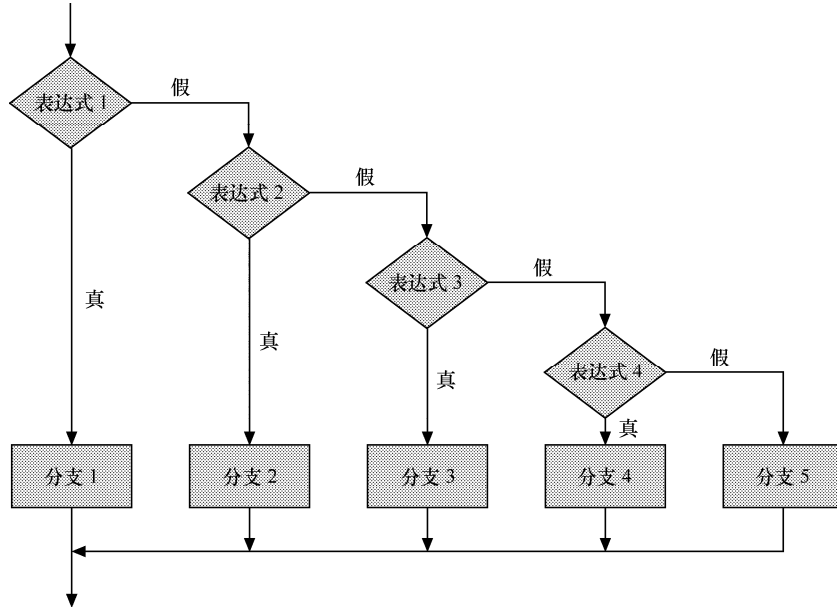 表达式 1
假
表达式 2
假
表达式 3
假
真
真
表达式 4
假
真
真
分支 1
分支 2
分支 3
分支 4
分支 5